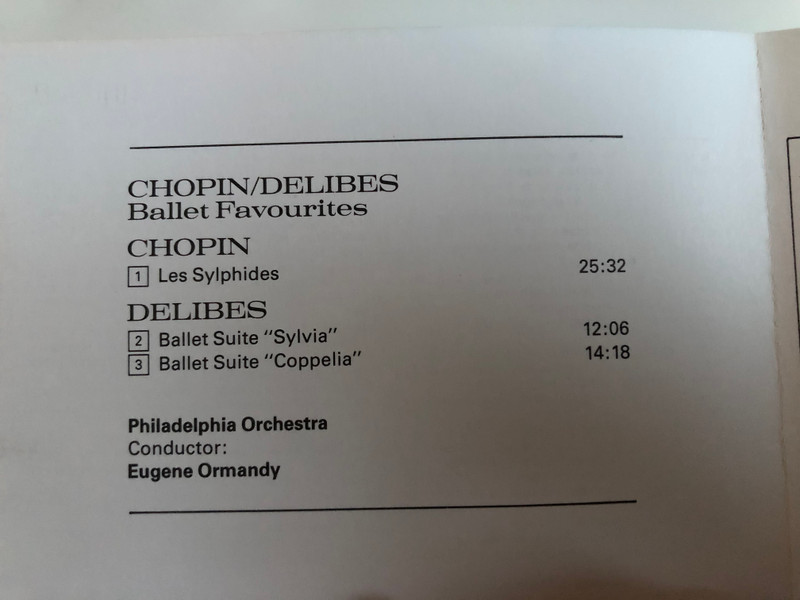 CHOPIN/DELIBES
Ballet Favourites
CHOPIN
1 Les Sylphides 25:32
DELIBES
2 Ballet Suite "Sylvia" 12:06
3 Ballet Suite "Coppelia" 14:18
Philadelphia Orchestra
Conductor:
Eugene Ormandy